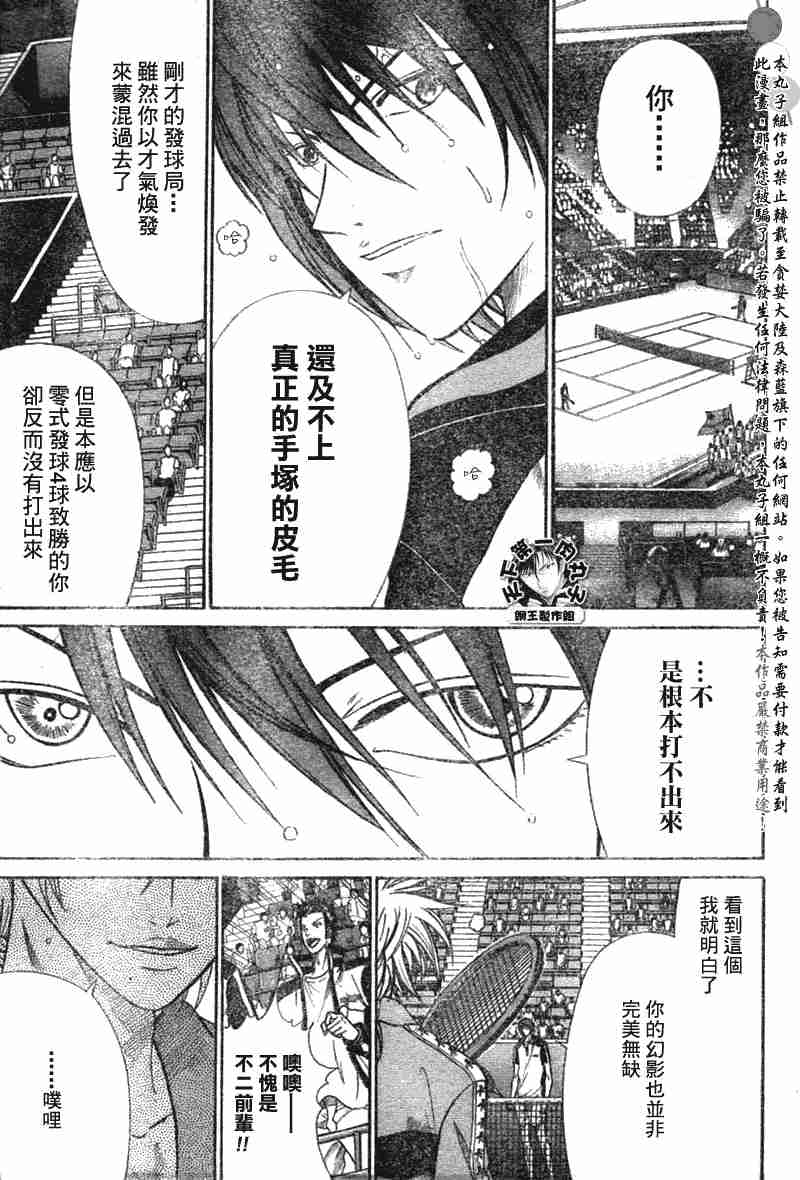 你……
哈
哈
還及不上
真正的手塚的皮毛
剛才的發球局…
雖然你以才氣煥發
來蒙混過去了
但是本應以
零式發球4球致勝的你
卻反而沒有打出來
…不
是根本打不出來
看到這個
我就明白了
你的幻影也並非
完美無缺
噢噢——
不愧是
不二前輩!!
……噗哩
本丸子組作品禁止轉載至貪婪大陸及森藍旗下的任何網站。如果您被告知需要付款才能看到
此漫畫，那麼您被騙了。若發生任何法律問題，本丸子組一概不負責！本作品嚴禁商業用途！
天下第一
網王製作組